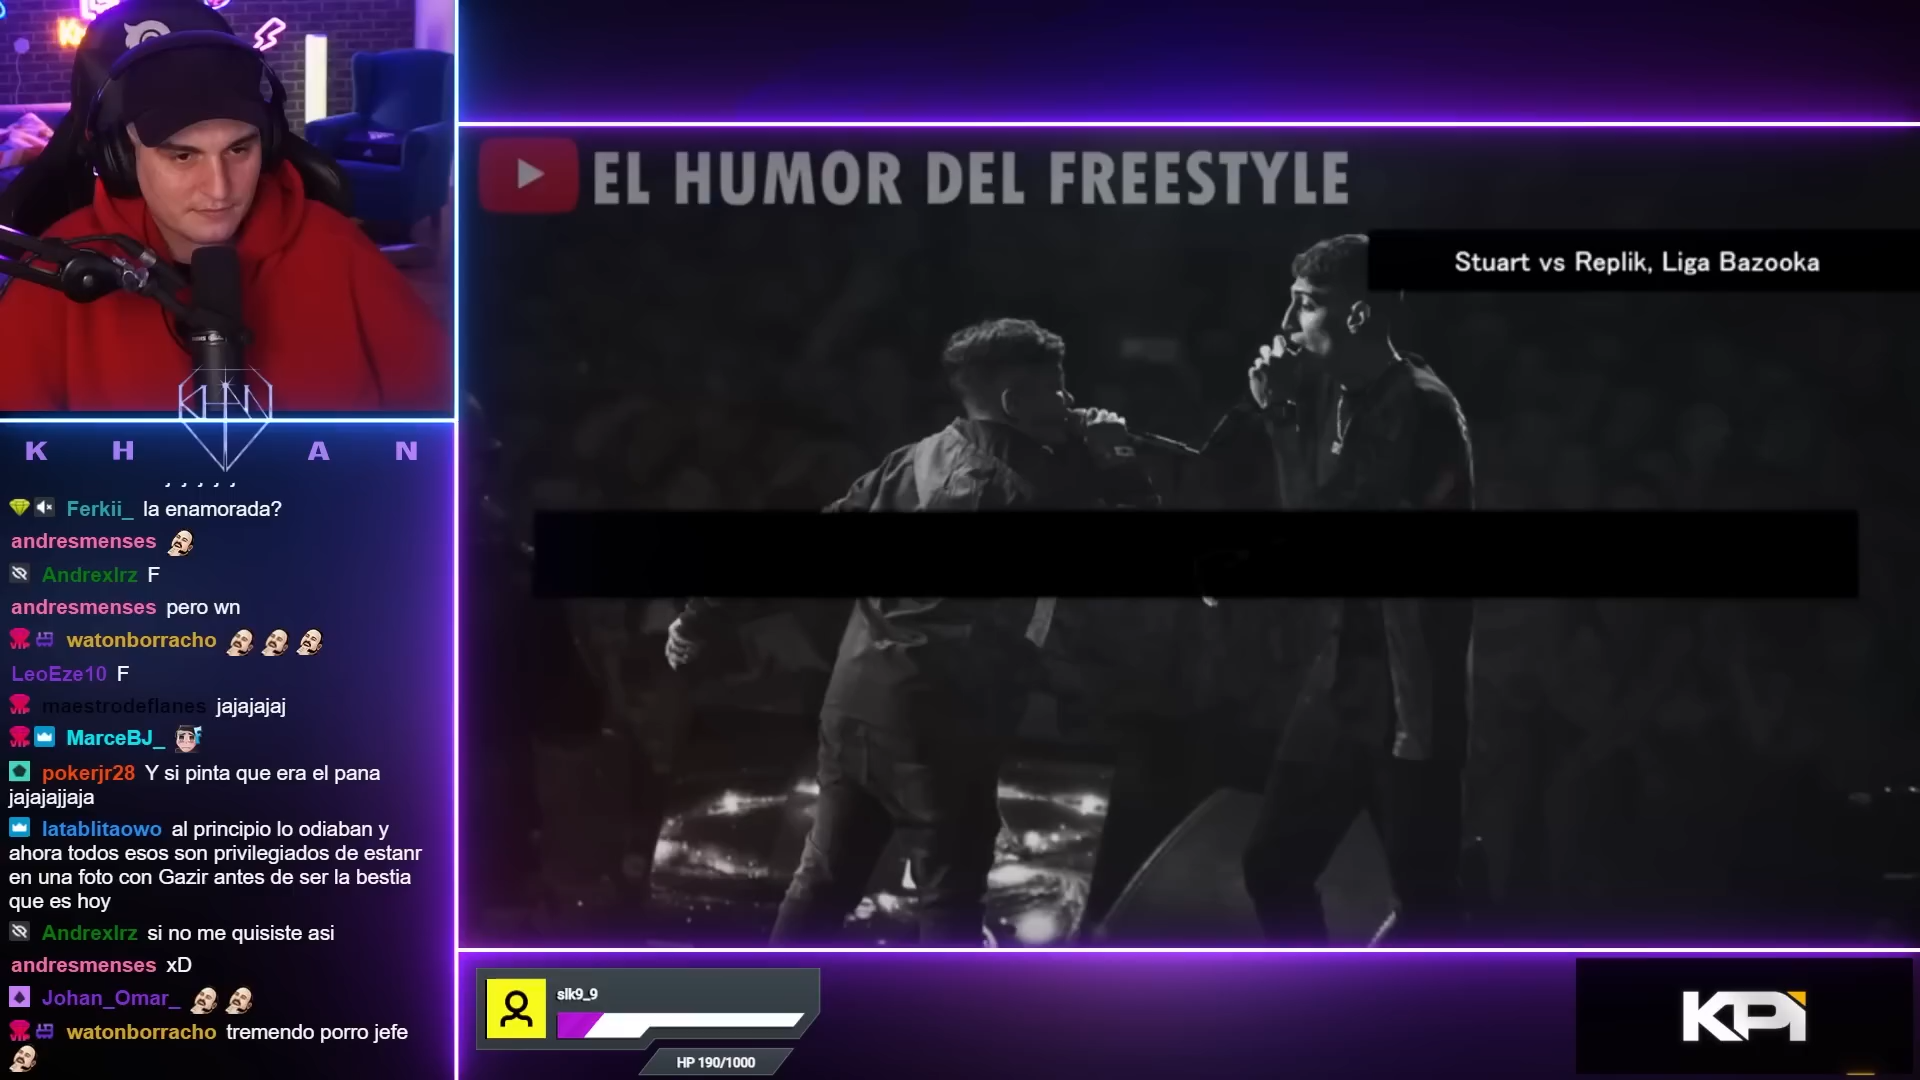 EL HUMOR DEL FREESTYLE
Stuart vs Replik, Liga Bazooka
KHAN
K H A N
Ferkii_ la enamorada?
andresmenses
Andrexlrz F
andresmenses pero wn
watonborracho
LeoEze10 F
maestrodeflanes jajajajaj
MarceBJ_
pokerjr28 Y si pinta que era el pana
jajajajjaja
latablitaowo al principio lo odiaban y
ahora todos esos son privilegiados de estanr
en una foto con Gazir antes de ser la bestia
que es hoy
Andrexlrz si no me quisiste asi
andresmenses xD
Johan_Omar_
watonborracho tremendo porro jefe
slk9_9
HP 190/1000
KPI